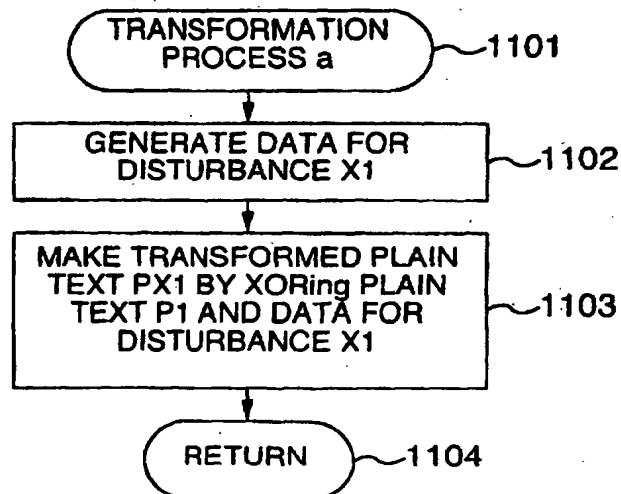 TRANSFORMATION
PROCESS a
1101
GENERATE DATA FOR
DISTURBANCE X1
1102
MAKE TRANSFORMED PLAIN
TEXT PX1 BY XORing PLAIN
TEXT P1 AND DATA FOR
DISTURBANCE X1
1103
RETURN
1104